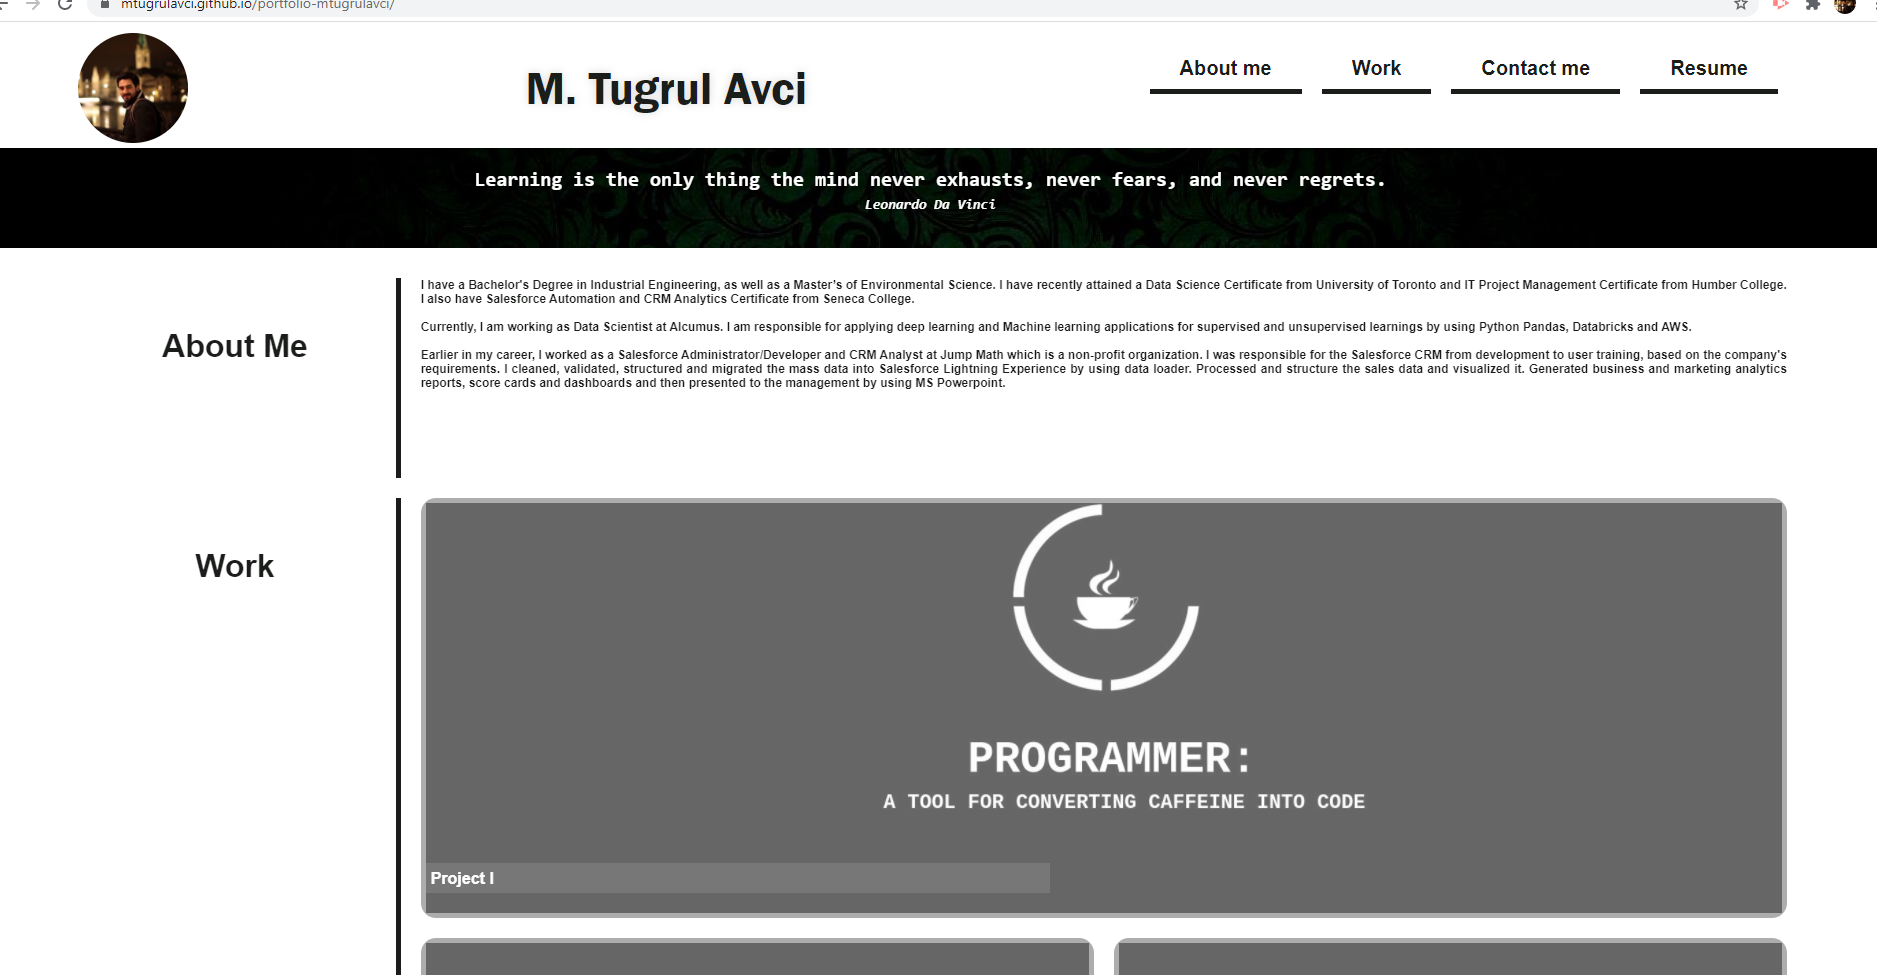 mtugrulavci.github.io/portfolio-mtugrulavci/
M. Tugrul Avci
About me
Work
Contact me
Resume
Learning is the only thing the mind never exhausts, never fears, and never regrets.
Leonardo Da Vinci
About Me
I have a Bachelor's Degree in Industrial Engineering, as well as a Master's of Environmental Science. I have recently attained a Data Science Certificate from University of Toronto and IT Project Management Certificate from Humber College.
I also have Salesforce Automation and CRM Analytics Certificate from Seneca College.
Currently, I am working as Data Scientist at Alcumus. I am responsible for applying deep learning and Machine learning applications for supervised and unsupervised learnings by using Python Pandas, Databricks and AWS.
Earlier in my career, I worked as a Salesforce Administrator/Developer and CRM Analyst at Jump Math which is a non-profit organization. I was responsible for the Salesforce CRM from development to user training, based on the company's
requirements. I cleaned, validated, structured and migrated the mass data into Salesforce Lightning Experience by using data loader. Processed and structure the sales data and visualized it. Generated business and marketing analytics
reports, score cards and dashboards and then presented to the management by using MS Powerpoint.
Work
PROGRAMMER:
A TOOL FOR CONVERTING CAFFEINE INTO CODE
Project I